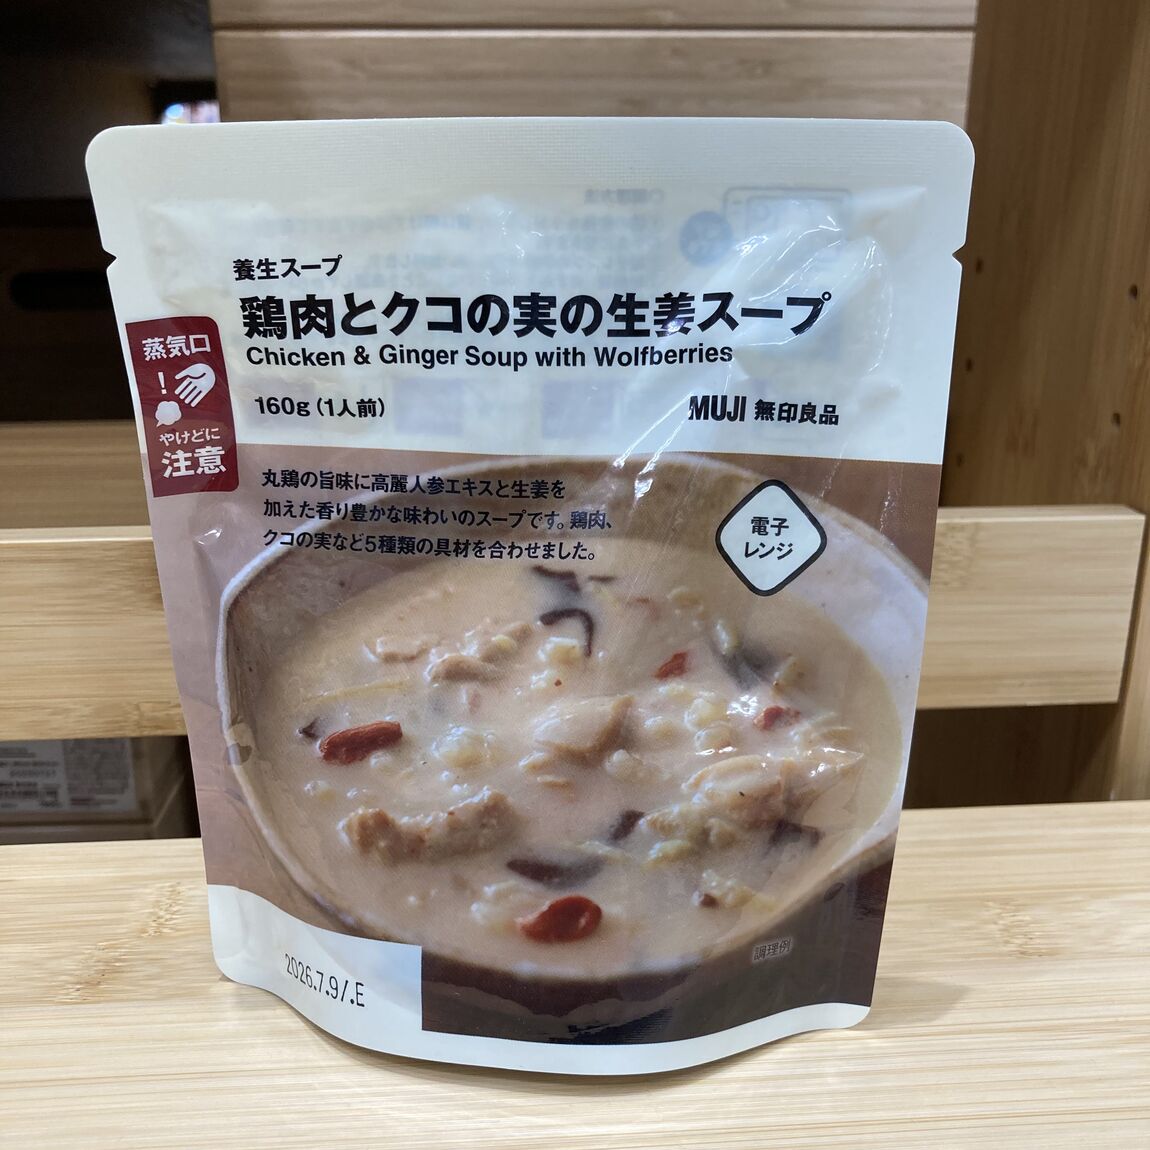 養生スープ
鶏肉とクコの実の生姜スープ
Chicken & Ginger Soup with Wolfberries
160g (1人前)
MUJI 無印良品
蒸気口
!
やけどに
注意
丸鶏の旨味に高麗人参エキスと生姜を
加えた香り豊かな味わいのスープです。鶏肉、
クコの実など5種類の具材を合わせました。
電子
レンジ
調理例
2026.7.9/.E